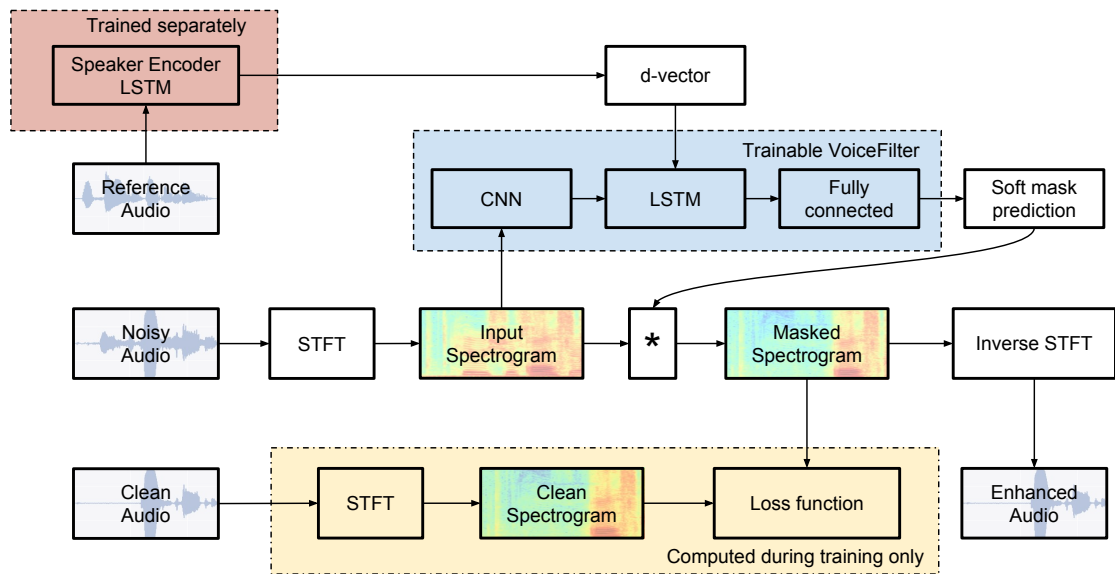 Trained separately
Speaker Encoder
LSTM
d-vector
Trainable VoiceFilter
Reference
Audio
CNN
LSTM
Fully
connected
Soft mask
prediction
Noisy
Audio
STFT
Input
Spectrogram
*
Masked
Spectrogram
Inverse STFT
Clean
Audio
STFT
Clean
Spectrogram
Loss function
Enhanced
Audio
Computed during training only